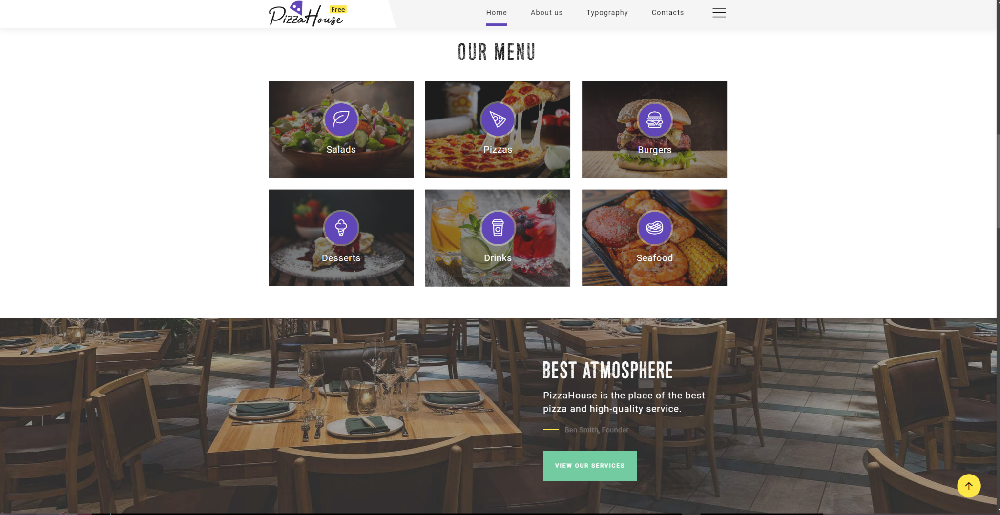 PizzaHouse Free
Home About us Typography Contacts
OUR MENU
Salads Pizzas Burgers
Desserts Drinks Seafood
BEST ATMOSPHERE
PizzaHouse is the place of the best
pizza and high-quality service.
Ben Smith, Founder
VIEW OUR SERVICES